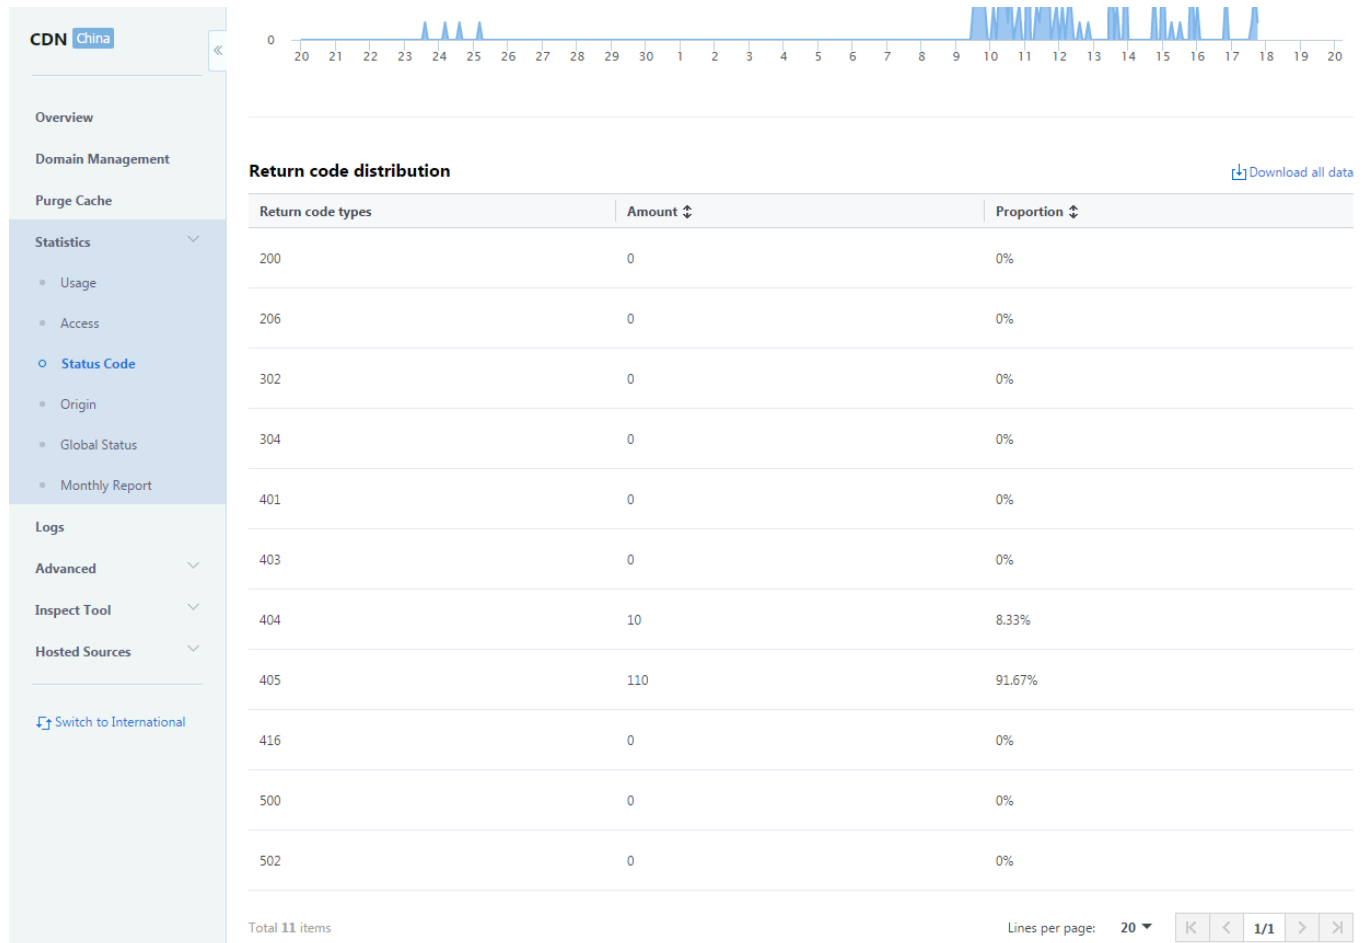 CDN China
«
Overview
Domain Management
Purge Cache
Statistics
Usage
Access
Status Code
Origin
Global Status
Monthly Report
Logs
Advanced
Inspect Tool
Hosted Sources
Switch to International
0
20 21 22 23 24 25 26 27 28 29 30 1 2 3 4 5 6 7 8 9 10 11 12 13 14 15 16 17 18 19 20
Return code distribution
Download all data
Return code types Amount Proportion
200 0 0%
206 0 0%
302 0 0%
304 0 0%
401 0 0%
403 0 0%
404 10 8.33%
405 110 91.67%
416 0 0%
500 0 0%
502 0 0%
Total 11 items
Lines per page: 20 1/1